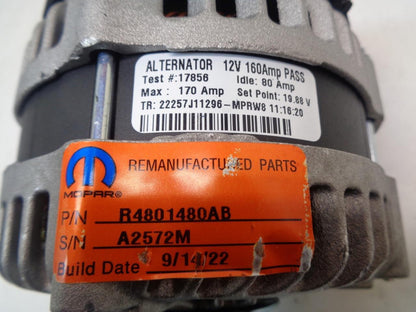 ALTERNATOR 12V 160Amp PASS
Test #:17856 Idle: 80 Amp
Max : 170 Amp Set Point: 19.88 V
TR: 22257J11296-MPRW8 11:16:20
REMANUFACTURED PARTS
MOPAR®
P/N R4801480AB
S/N A2572M
Build Date 9/14/22